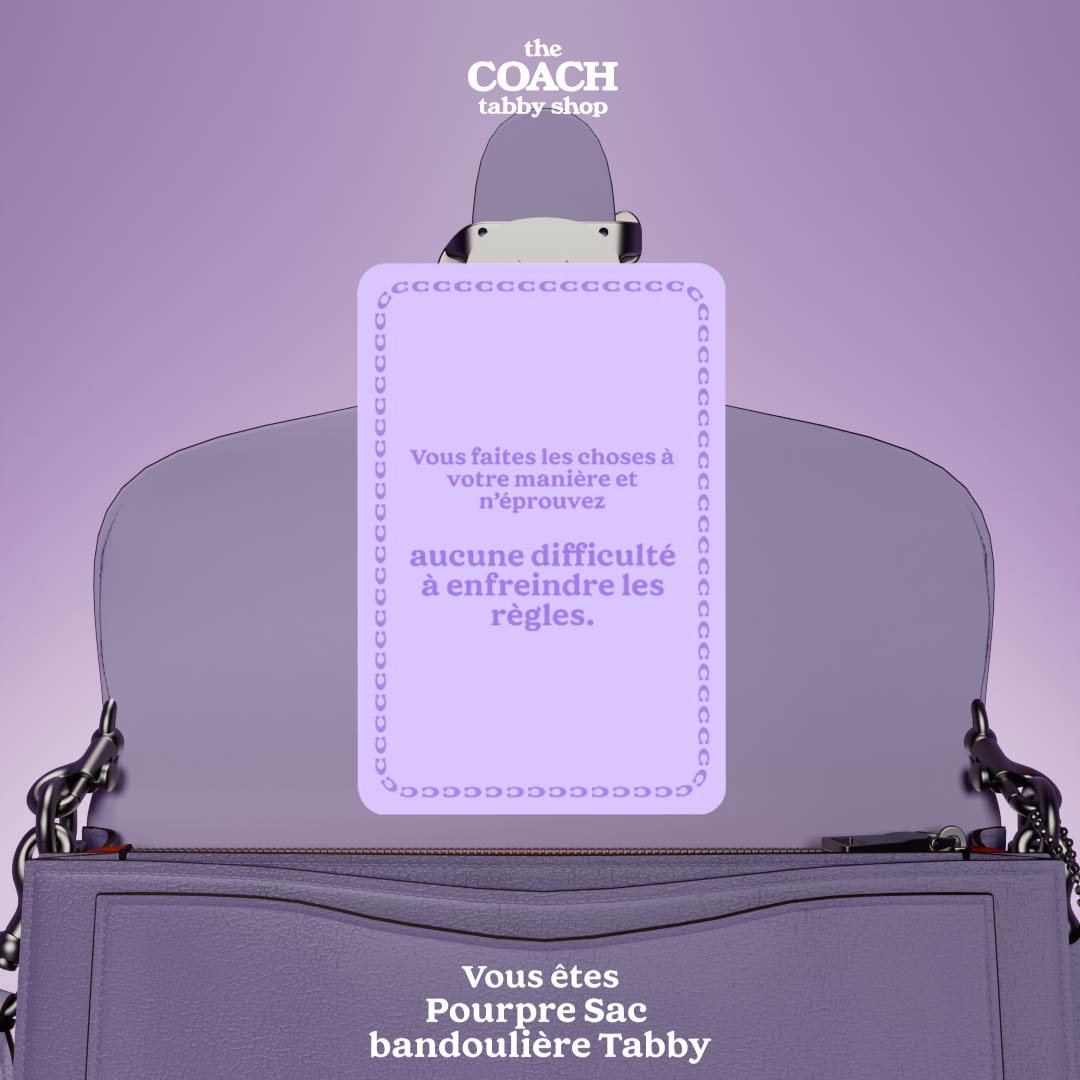 the
COACH
tabby shop
Vous faites les choses à
votre manière et
n’éprouvez
aucune difficulté
à enfreindre les
règles.
Vous êtes
Pourpre Sac
bandoulière Tabby